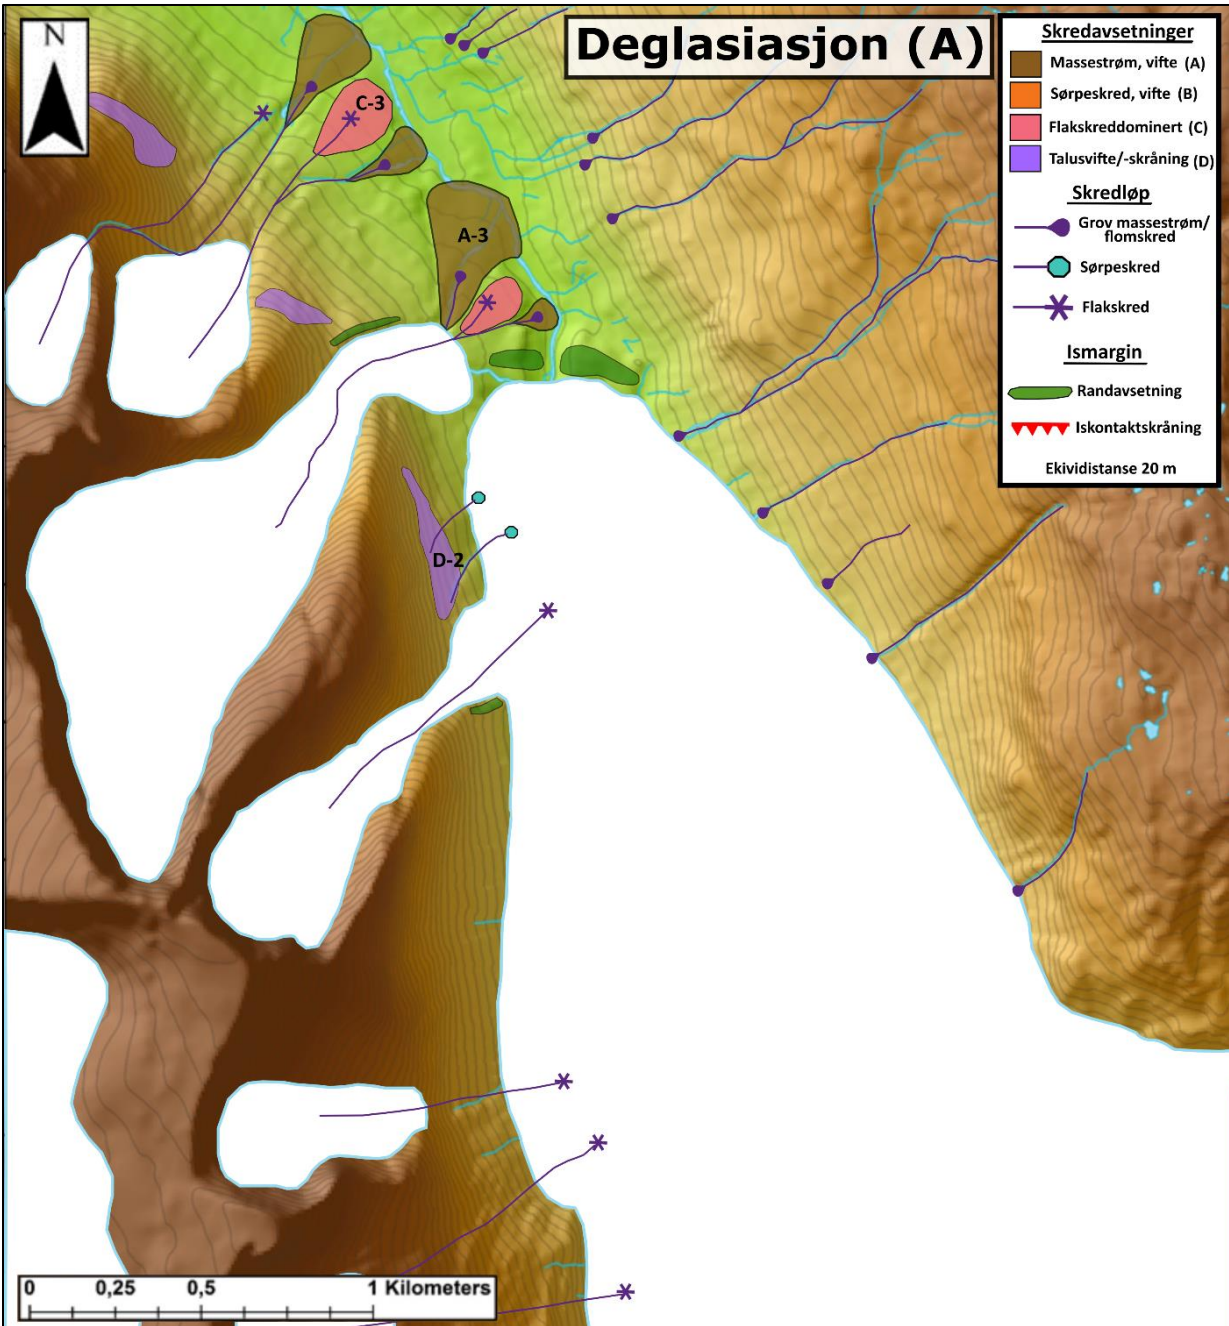 N
Deglasiasjon (A)
C-3
A-3
D-2
Skredavsetninger
Massestrøm, vifte (A)
Sørpeskred, vifte (B)
Flakskreddominert (C)
Talusvifte/-skråning (D)
Skredløp
Grov massestrøm/
flomskred
Sørpeskred
Flakskred
Ismargin
Randavsetning
Iskontaktskråning
Ekividistanse 20 m
0 0,25 0,5 1 Kilometers